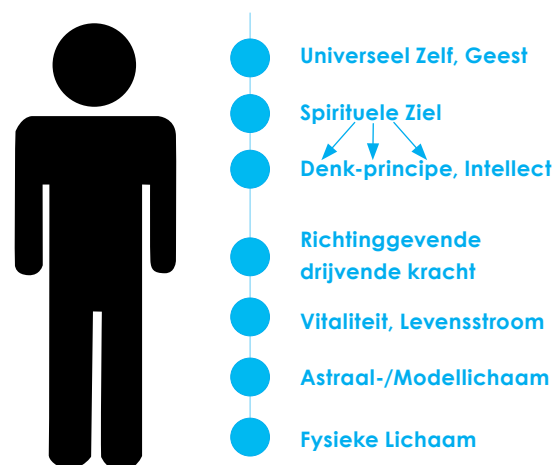 Universeel Zelf, Geest
Spirituele Ziel
Denk-principe, Intellect
Richtinggevende
drijvende kracht
Vitaliteit, Levensstroom
Astraal-/Modellichaam
Fysieke Lichaam